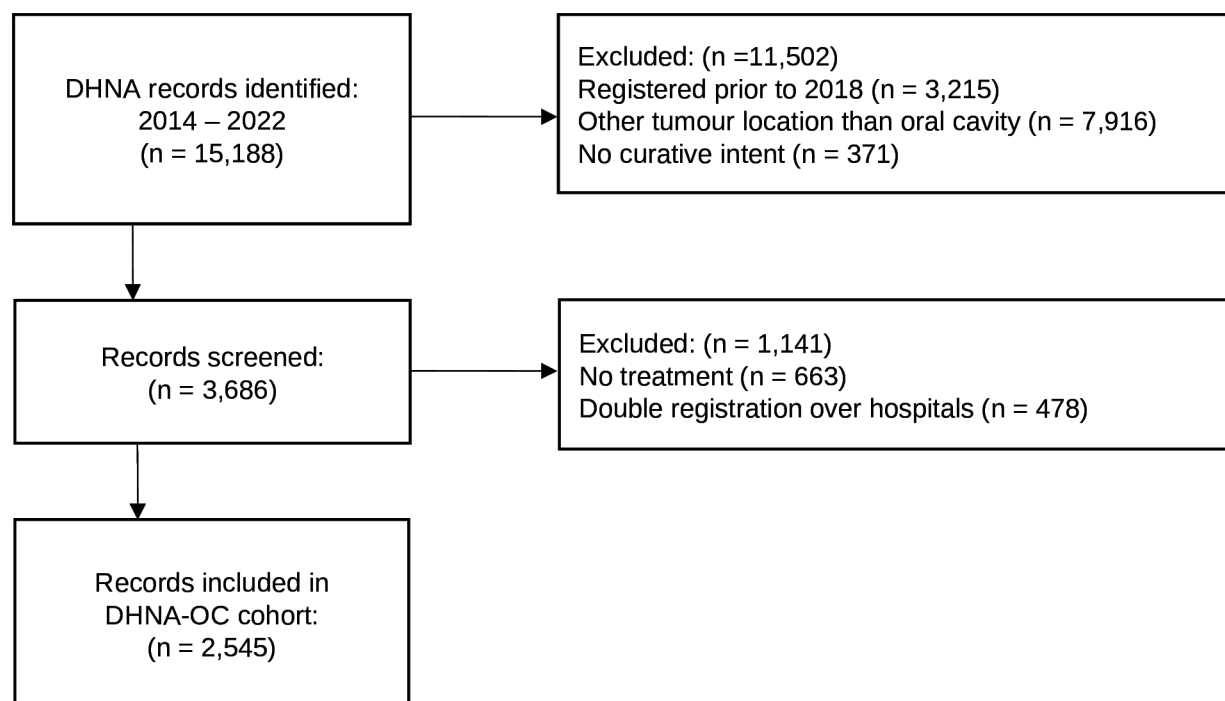 DHNA records identified:
2014 – 2022
(n = 15,188)
Excluded: (n =11,502)
Registered prior to 2018 (n = 3,215)
Other tumour location than oral cavity (n = 7,916)
No curative intent (n = 371)
Records screened:
(n = 3,686)
Excluded: (n = 1,141)
No treatment (n = 663)
Double registration over hospitals (n = 478)
Records included in
DHNA-OC cohort:
(n = 2,545)